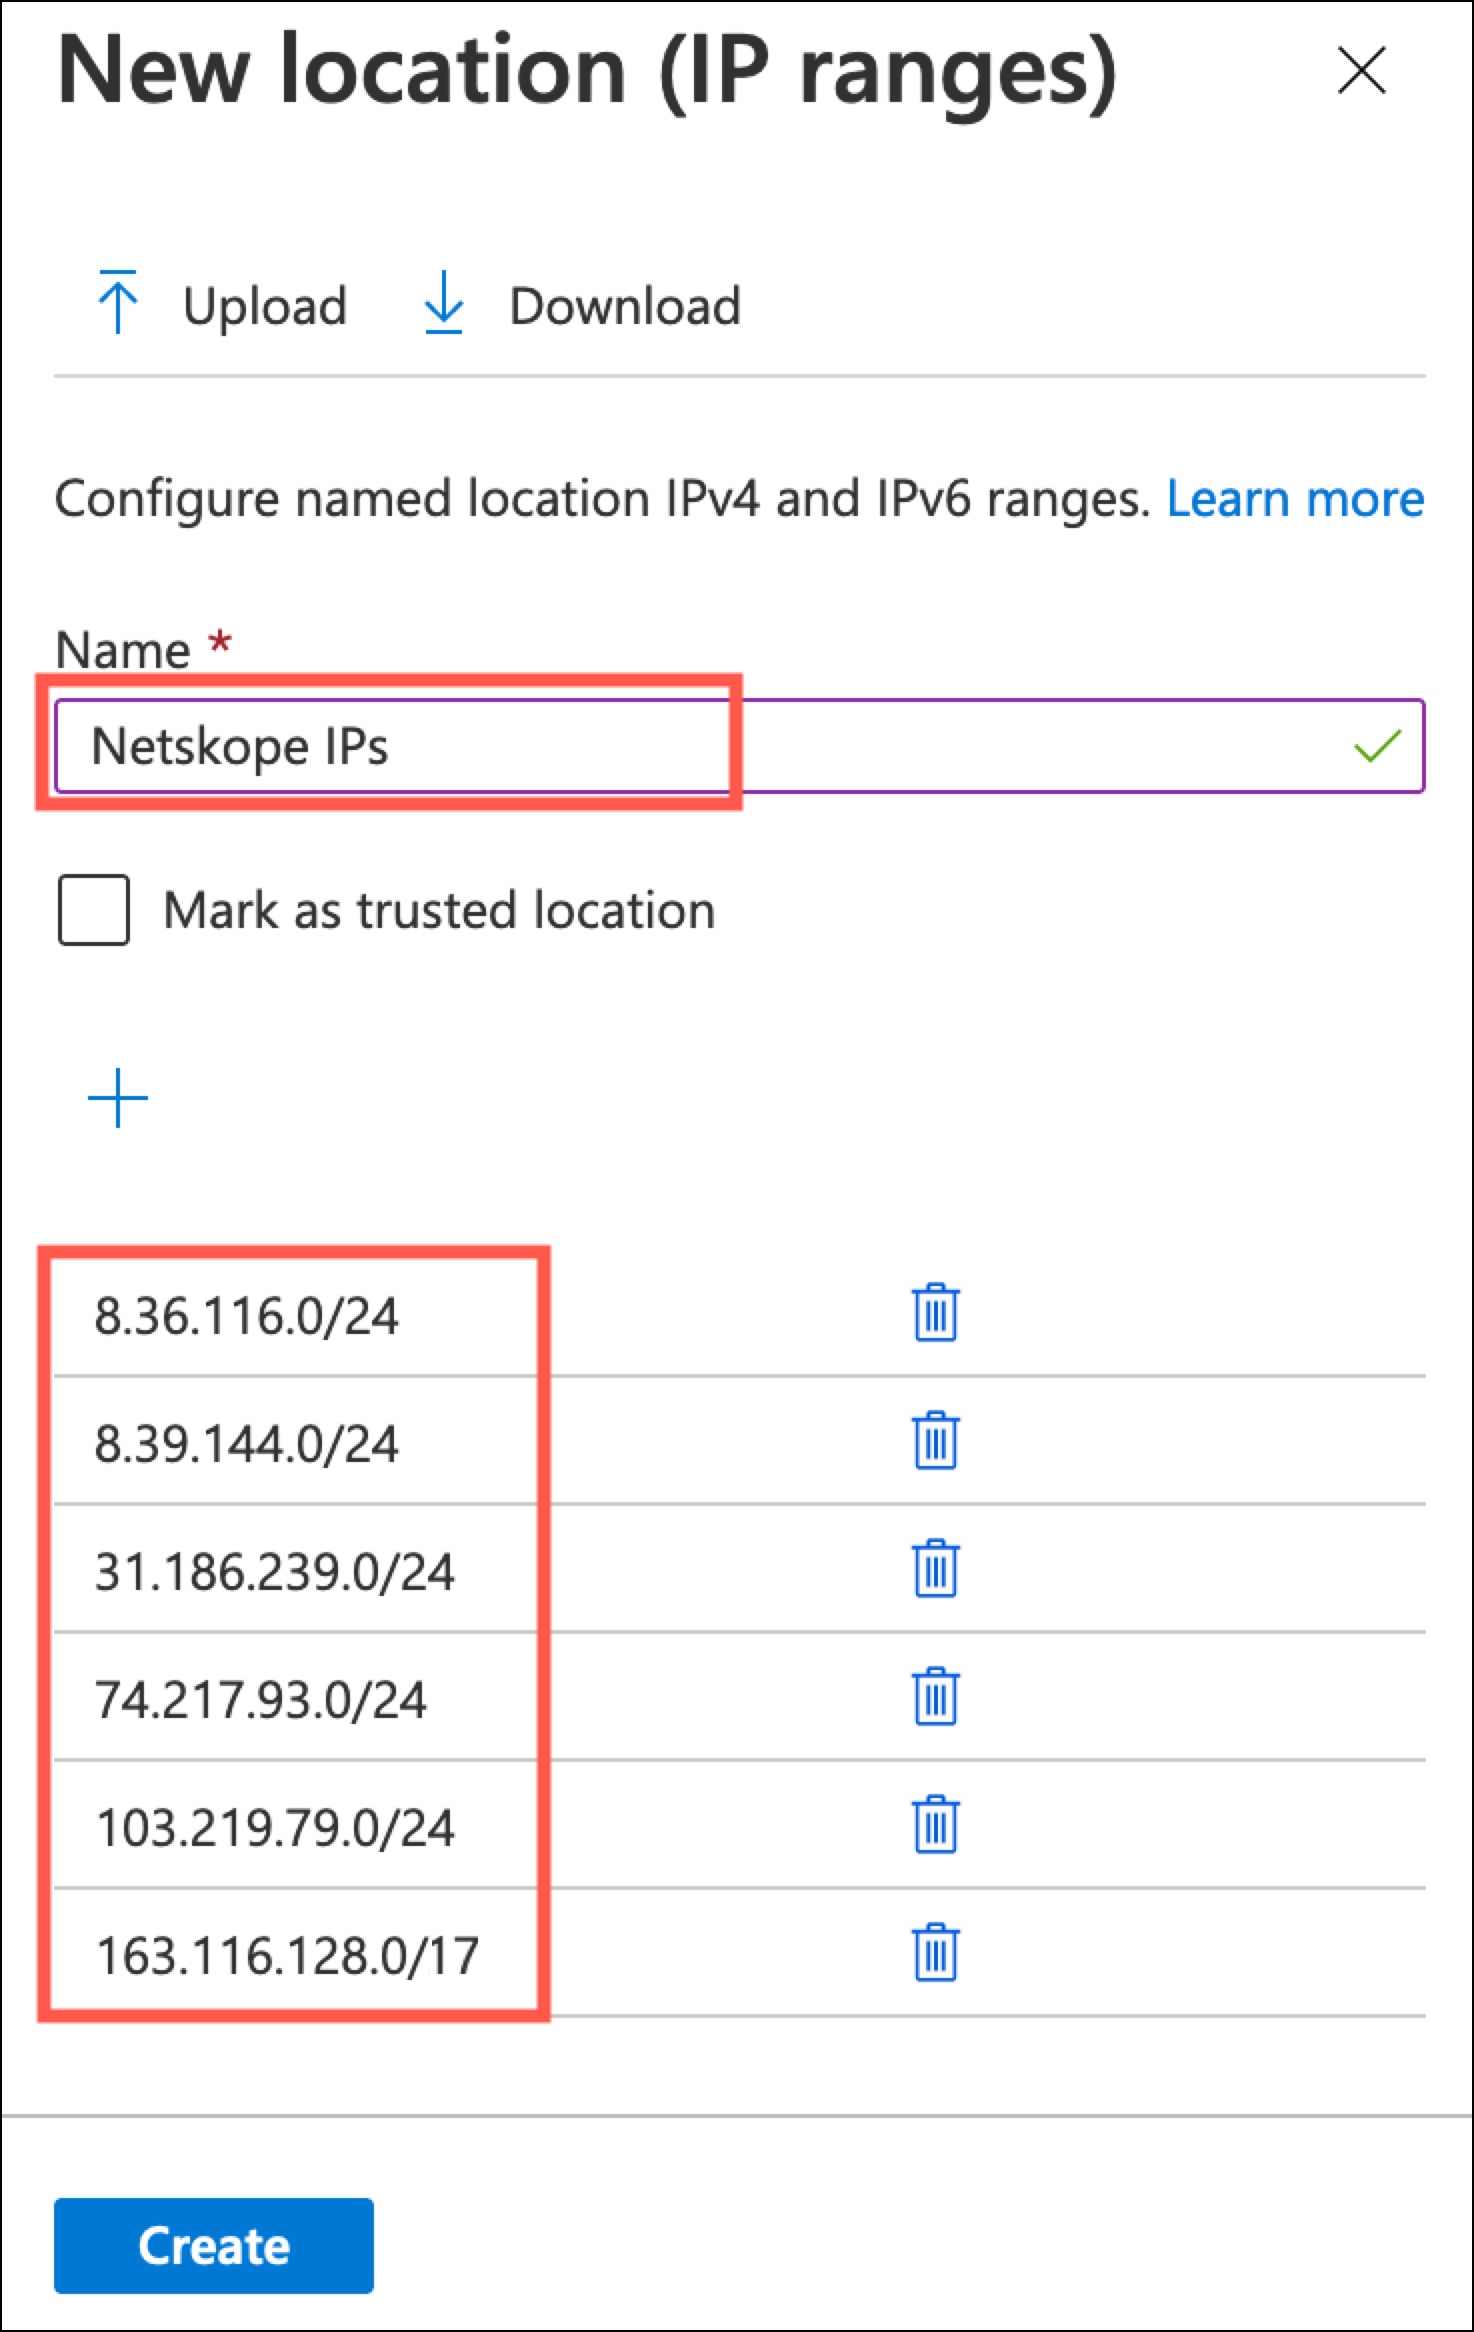 New location (IP ranges)
Upload Download
Configure named location IPv4 and IPv6 ranges. Learn more
Name *
Netskope IPs
Mark as trusted location
8.36.116.0/24
8.39.144.0/24
31.186.239.0/24
74.217.93.0/24
103.219.79.0/24
163.116.128.0/17
Create